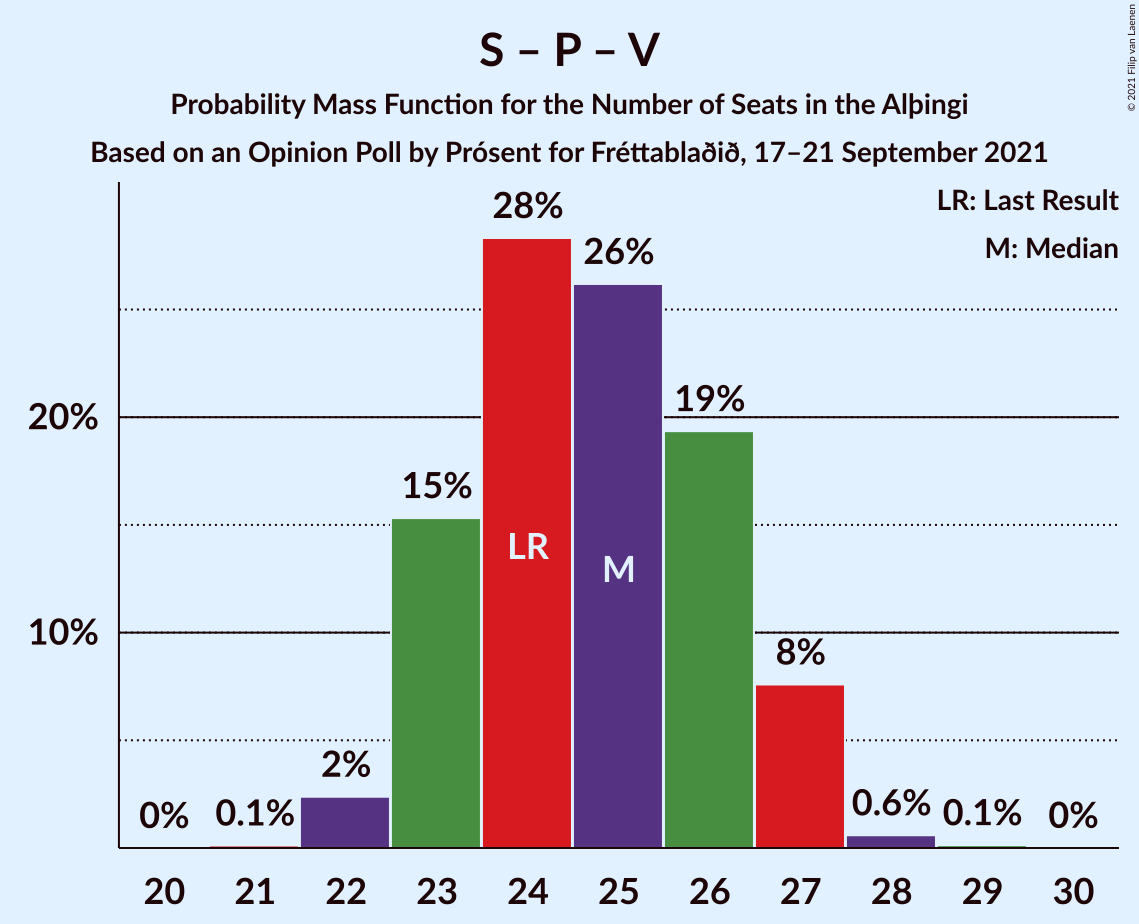 S – P – V
Probability Mass Function for the Number of Seats in the Alþingi
Based on an Opinion Poll by Prósent for Fréttablaðið, 17–21 September 2021
© 2021 Filip van Laenen
LR: Last Result
M: Median
20%
10%
0%
0.1%
2%
15%
28%
26%
19%
8%
0.6%
0.1%
0%
LR
M
20 21 22 23 24 25 26 27 28 29 30